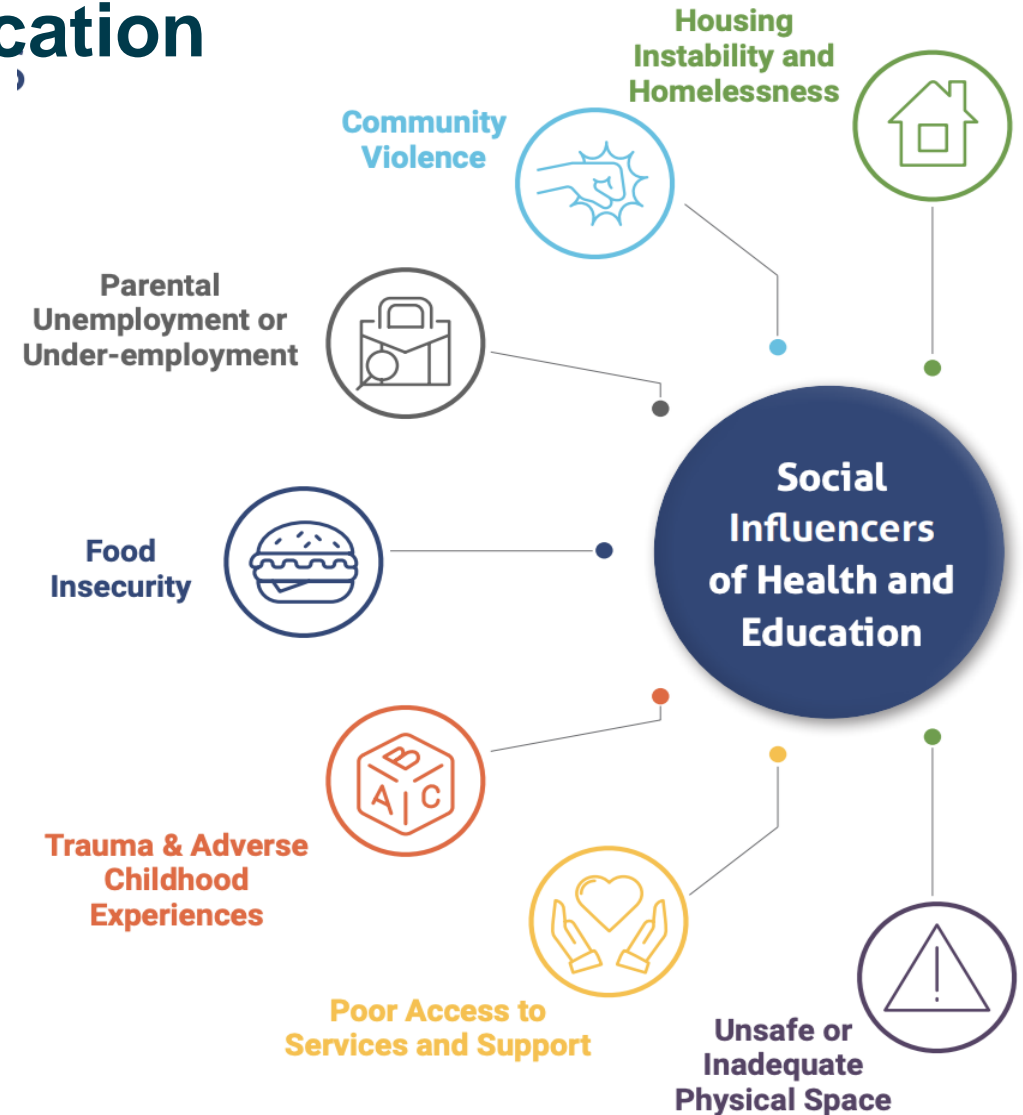 cation
Housing
Instability and
Homelessness
Community
Violence
Parental
Unemployment or
Under-employment
Food
Insecurity
Social
Influencers
of Health and
Education
B
A
C
Trauma & Adverse
Childhood
Experiences
Poor Access to
Services and Support
Unsafe or
Inadequate
Physical Space